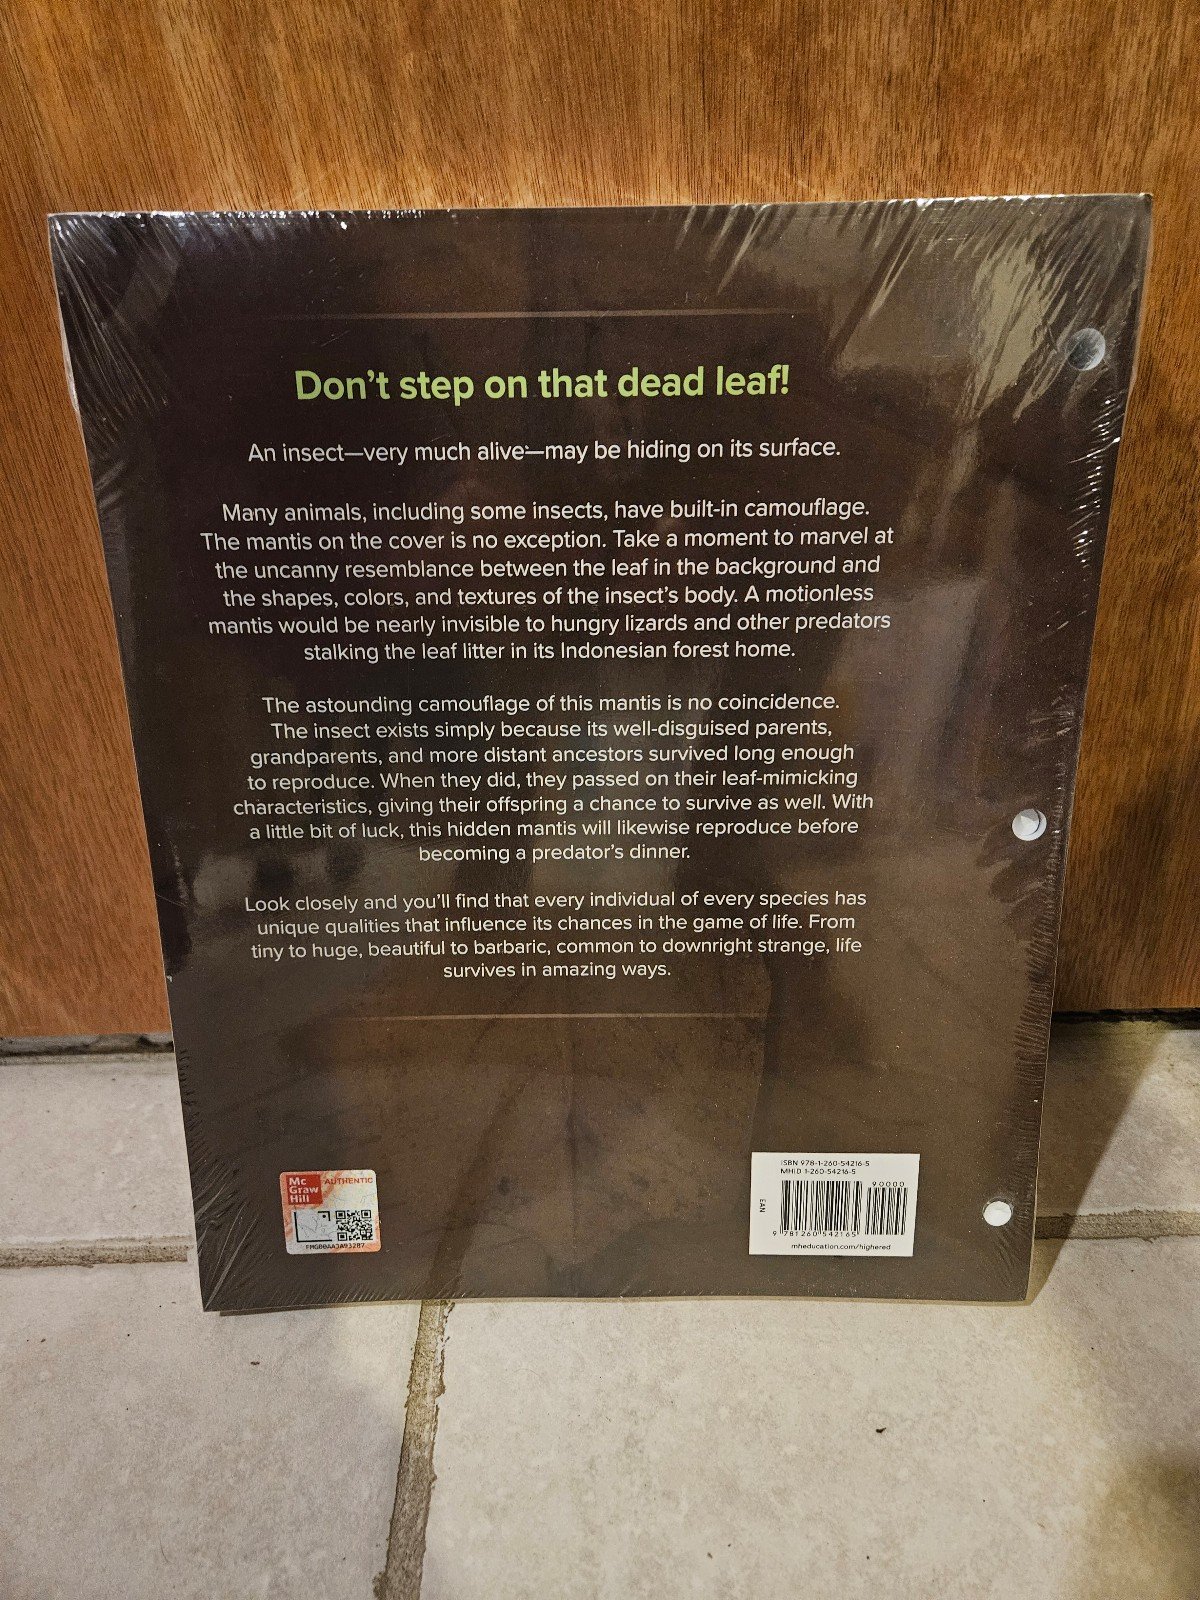 Don't step on that dead leaf!
An insect—very much alive—may be hiding on its surface.
Many animals, including some insects, have built-in camouflage.
The mantis on the cover is no exception. Take a moment to marvel at
the uncanny resemblance between the leaf in the background and
the shapes, colors, and textures of the insect's body. A motionless
mantis would be nearly invisible to hungry lizards and other predators
stalking the leaf litter in its Indonesian forest home.
The astounding camouflage of this mantis is no coincidence.
The insect exists simply because its well-disguised parents,
grandparents, and more distant ancestors survived long enough
to reproduce. When they did, they passed on their leaf-mimicking
characteristics, giving their offspring a chance to survive as well. With
a little bit of luck, this hidden mantis will likewise reproduce before
becoming a predator's dinner.
Look closely and you'll find that every individual of every species has
unique qualities that influence its chances in the game of life. From
tiny to huge, beautiful to barbaric, common to downright strange, life
survives in amazing ways.
Mc
Graw
Hill
AUTHENTIC
ISBN 978-1-260-54216-5
MHID 1-260-54216-5
90000
EAN
9 781260 542165
mheducation.com/highered